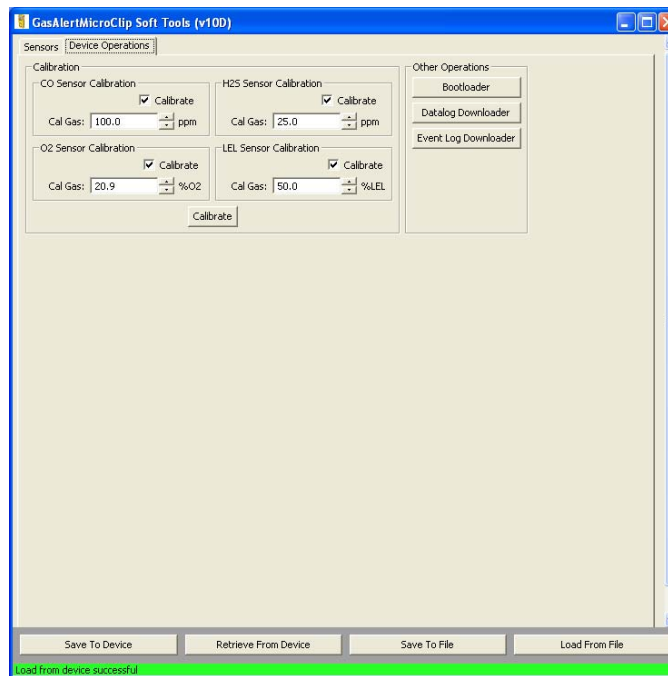 GasAlertMicroClip Soft Tools (v10D)
Sensors Device Operations
Calibration
CO Sensor Calibration
Calibrate
Cal Gas: 100.0 ppm
H2S Sensor Calibration
Calibrate
Cal Gas: 25.0 ppm
O2 Sensor Calibration
Calibrate
Cal Gas: 20.9 %O2
LEL Sensor Calibration
Calibrate
Cal Gas: 50.0 %LEL
Calibrate
Other Operations
Bootloader
Datalog Downloader
Event Log Downloader
Save To Device Retrieve From Device Save To File Load From File
Load from device successful